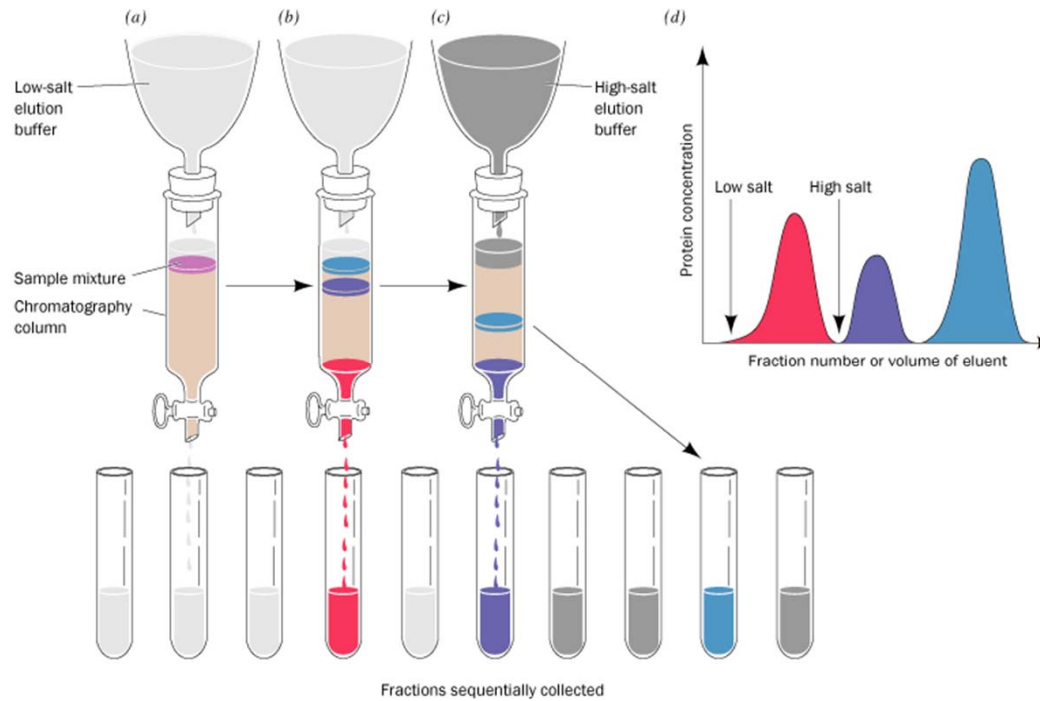 (a)
(b)
(c)
(d)
Low-salt
elution
buffer
High-salt
elution
buffer
Sample mixture
Chromatography
column
Protein concentration
Low salt
High salt
Fraction number or volume of eluent
Fractions sequentially collected